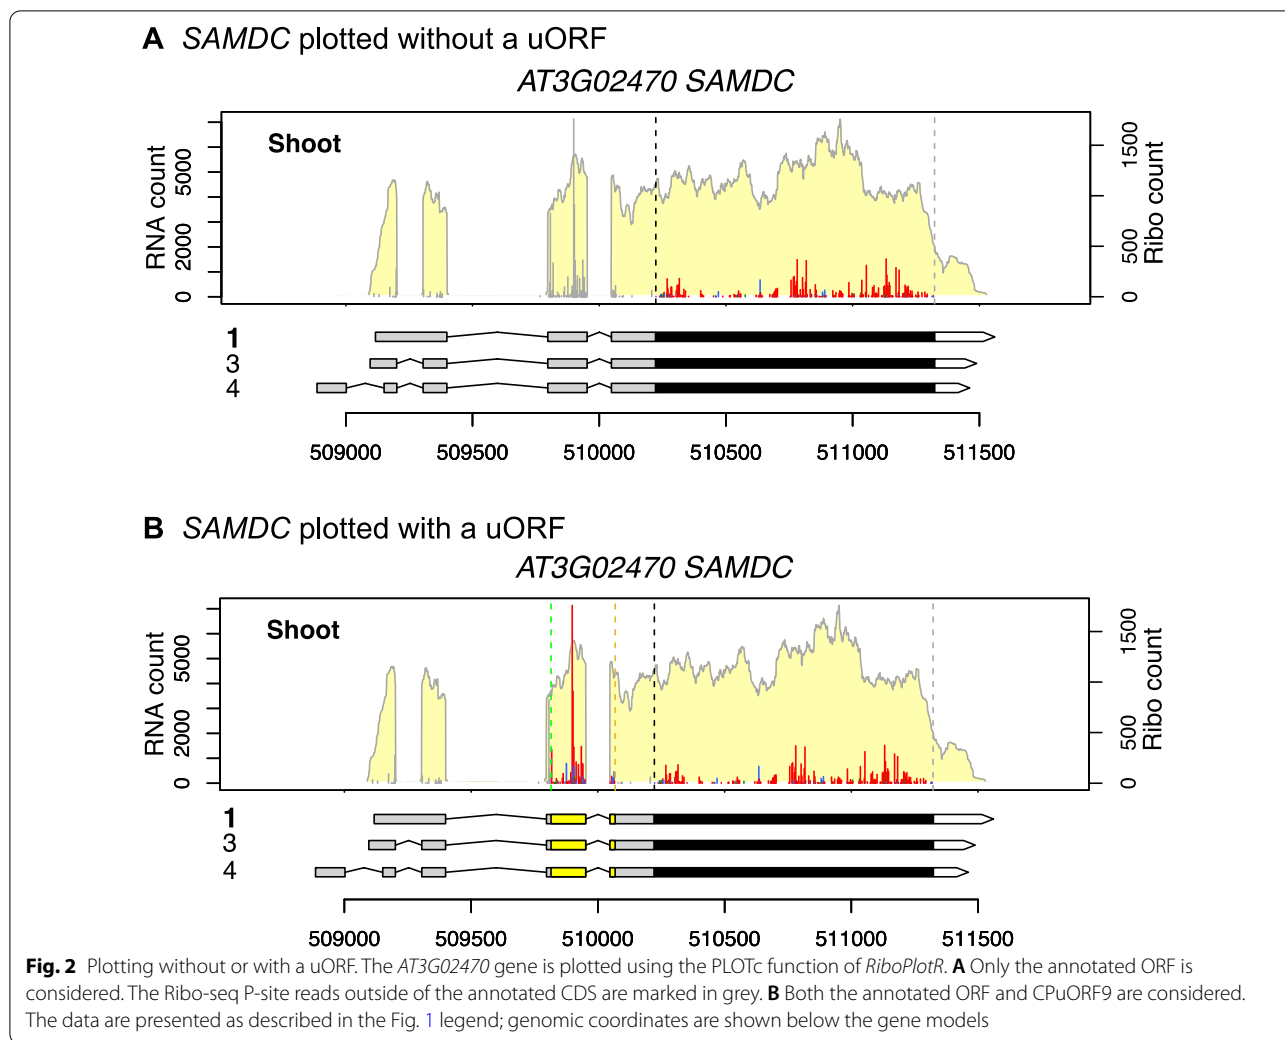 A SAMDC plotted without a uORF
AT3G02470 SAMDC
Shoot
RNA count
0 2000 5000
Ribo count
0 500 1500
1
3
4
509000 509500 510000 510500 511000 511500
B SAMDC plotted with a uORF
AT3G02470 SAMDC
Shoot
RNA count
0 2000 5000
Ribo count
0 500 1500
1
3
4
509000 509500 510000 510500 511000 511500
Fig. 2 Plotting without or with a uORF. The AT3G02470 gene is plotted using the PLOTc function of RiboPlotR. A Only the annotated ORF is
considered. The Ribo-seq P-site reads outside of the annotated CDS are marked in grey. B Both the annotated ORF and CPuORF9 are considered.
The data are presented as described in the Fig. 1 legend; genomic coordinates are shown below the gene models